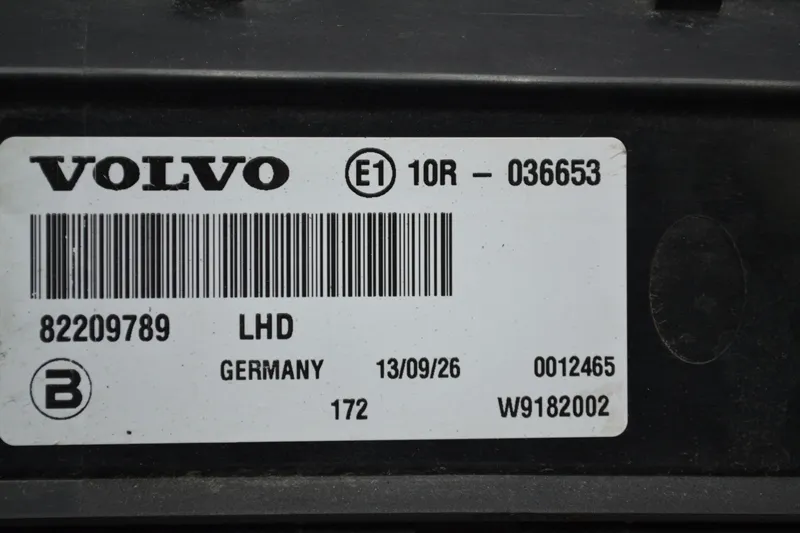 VOLVO E1 10R - 036653
82209789 LHD
B GERMANY 13/09/26 0012465
172 W9182002